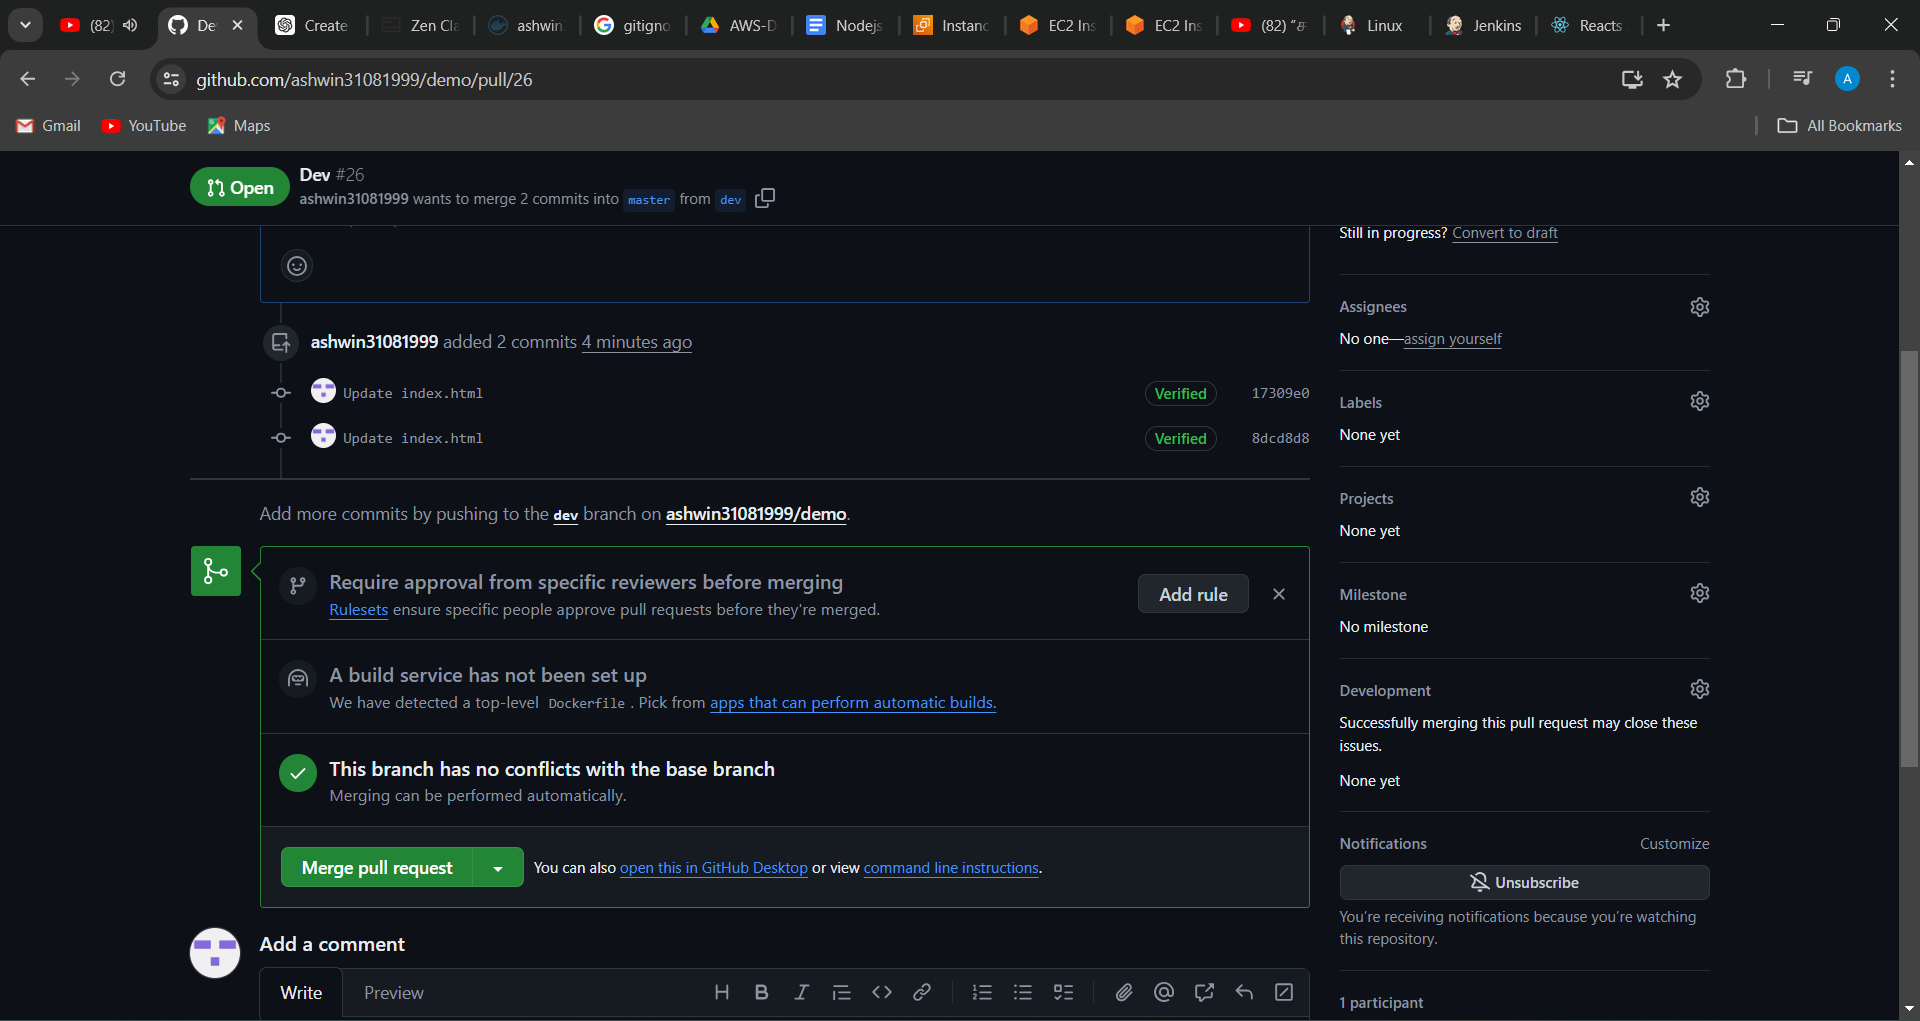 (82)
De
Create
Zen Cla
ashwin
gitigno
AWS-D
Nodejs
Instanc
EC2 Ins
EC2 Ins
(82) “
Linux
Jenkins
Reacts
github.com/ashwin31081999/demo/pull/26
A
Gmail
YouTube
Maps
All Bookmarks
Open
Dev #26
ashwin31081999 wants to merge 2 commits into master from dev
Still in progress? Convert to draft
ashwin31081999 added 2 commits 4 minutes ago
Update index.html Verified 17309e0
Update index.html Verified 8dcd8d8
Add more commits by pushing to the dev branch on ashwin31081999/demo.
Require approval from specific reviewers before merging
Rulesets ensure specific people approve pull requests before they're merged.
Add rule
A build service has not been set up
We have detected a top-level Dockerfile . Pick from apps that can perform automatic builds.
This branch has no conflicts with the base branch
Merging can be performed automatically.
Merge pull request
You can also open this in GitHub Desktop or view command line instructions.
Add a comment
Write
Preview
Assignees
No one—assign yourself
Labels
None yet
Projects
None yet
Milestone
No milestone
Development
Successfully merging this pull request may close these
issues.
None yet
Notifications
Customize
Unsubscribe
You're receiving notifications because you're watching
this repository.
1 participant